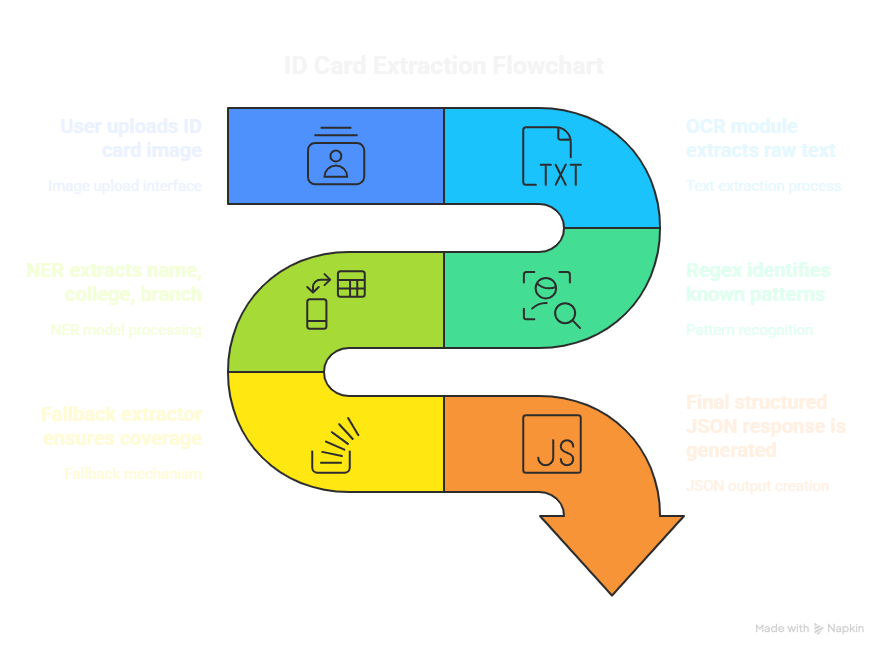 ID Card Extraction Flowchart
User uploads ID
card image
Image upload interface
OCR module
extracts raw text
Text extraction process
TXT
NER extracts name,
college, branch
NER model processing
Regex identifies
known patterns
Pattern recognition
Fallback extractor
ensures coverage
Fallback mechanism
Final structured
JSON response is
generated
JSON output creation
JS
Made with Napkin